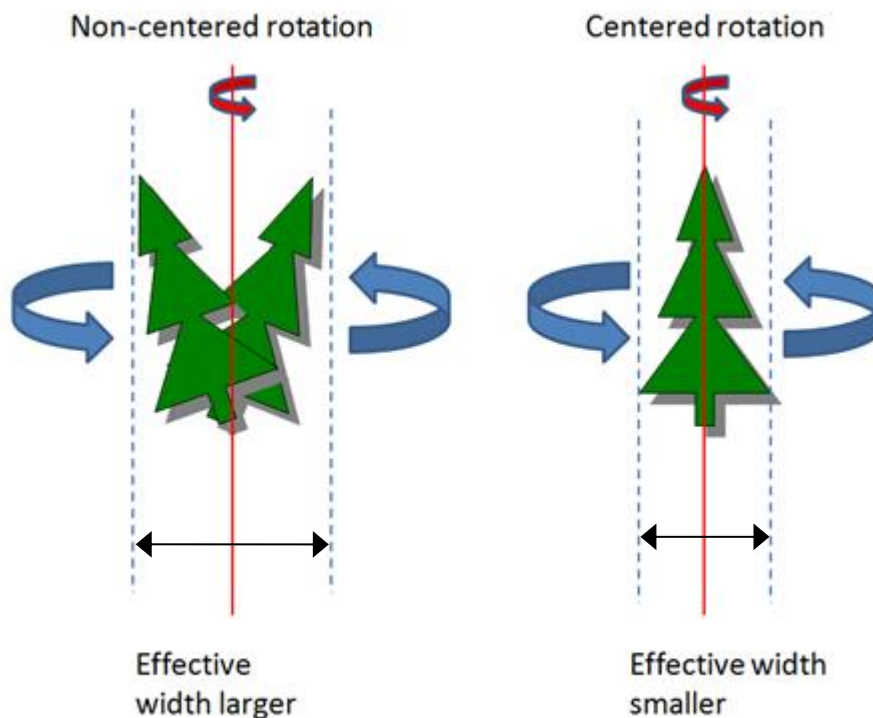 Non-centered rotation
Centered rotation
Effective
width larger
Effective width
smaller